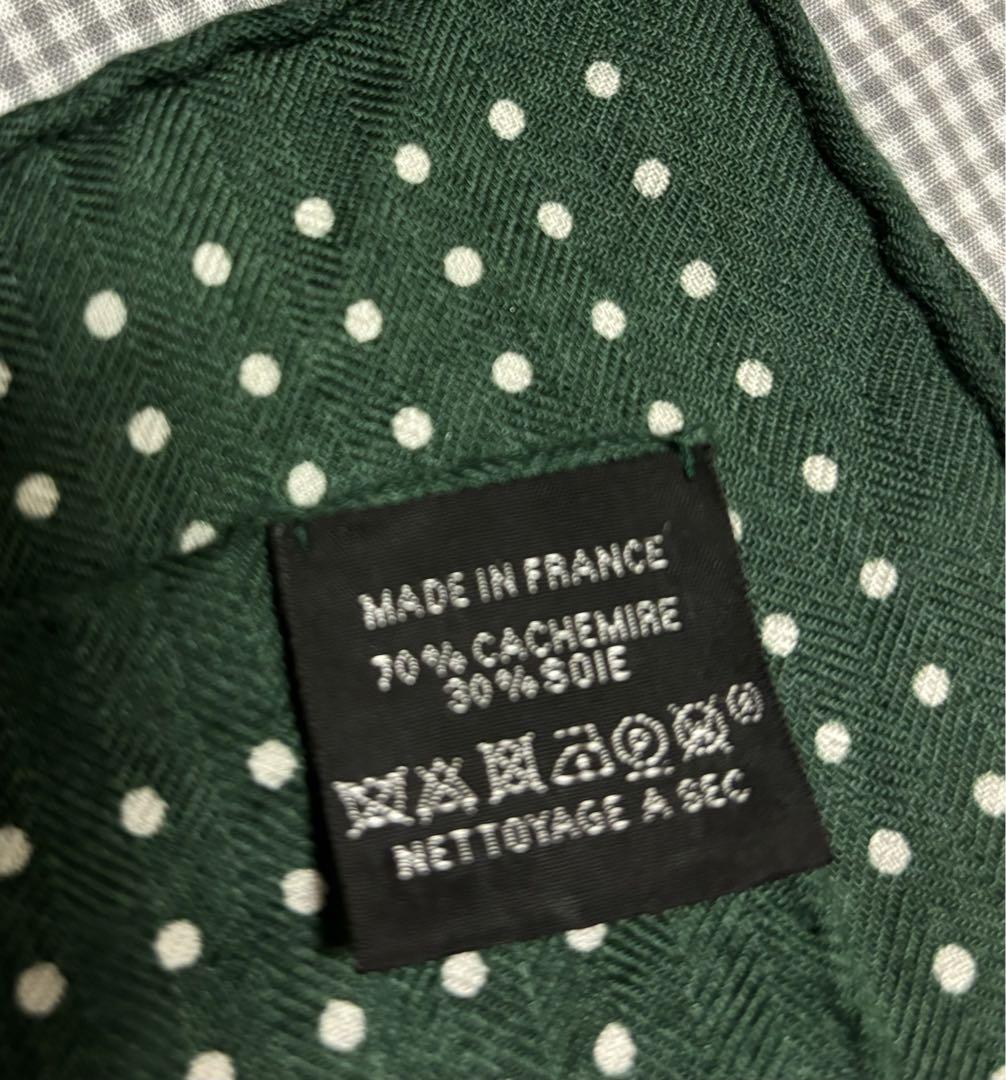 MADE IN FRANCE
70% CACHEMIRE
30% SOIE
P
NETTOYAGE A SEC